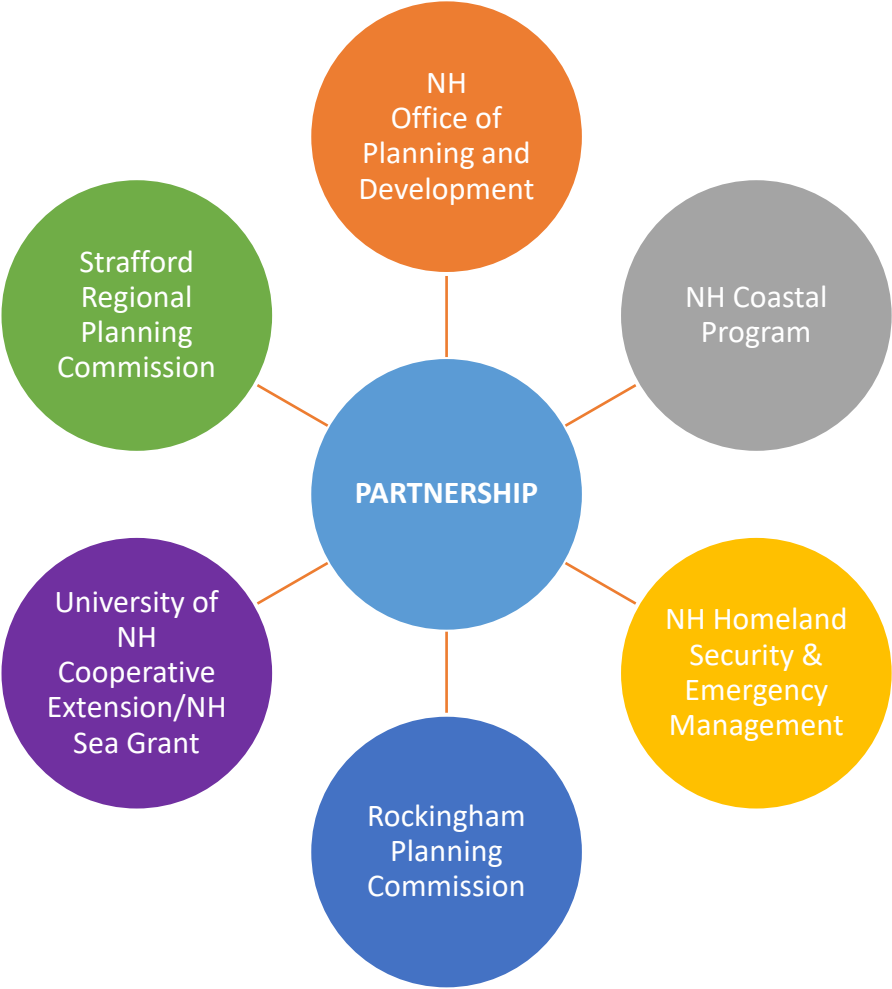 NH
Office of
Planning and
Development
NH Coastal
Program
NH Homeland
Security &
Emergency
Management
Rockingham
Planning
Commission
University of
NH
Cooperative
Extension/NH
Sea Grant
Strafford
Regional
Planning
Commission
PARTNERSHIP